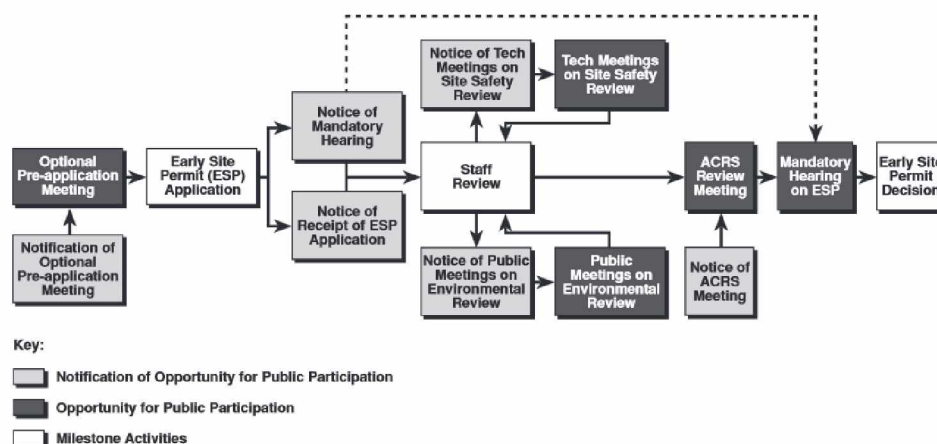 Notice of Tech
Meetings on
Site Safety
Review
Tech Meetings
on Site Safety
Review
Notice of
Mandatory
Hearing
Optional
Pre-application
Meeting
Early Site
Permit (ESP)
Application
Staff
Review
ACRS
Review
Meeting
Mandatory
Hearing
on ESP
Early Site
Permit
Decision
Notice of
Receipt of ESP
Application
Notification of
Optional
Pre-application
Meeting
Notice of Public
Meetings on
Environmental
Review
Public
Meetings on
Environmental
Review
Notice of
ACRS
Meeting
Key:
Notification of Opportunity for Public Participation
Opportunity for Public Participation
Milestone Activities